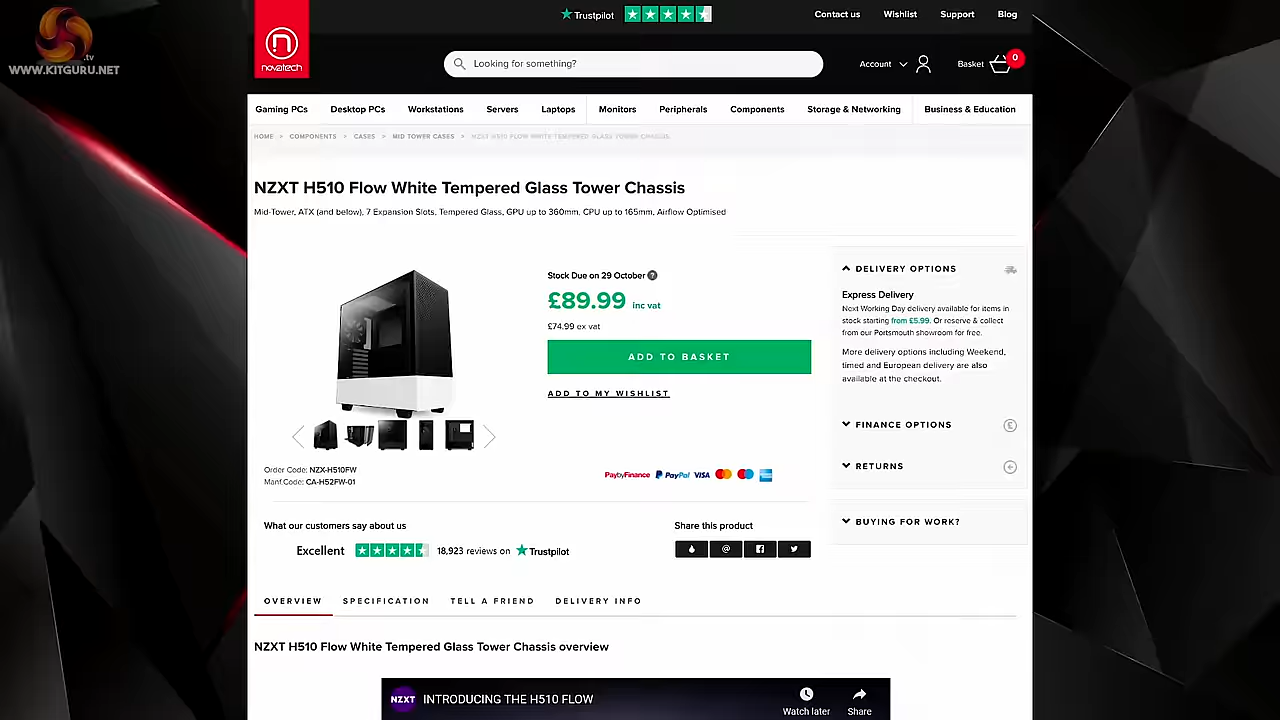 Trustpilot
Contact us Wishlist Support Blog
.tv
WWW.KITGURU.NET
n
novatech
Looking for something?
Account Basket 0
Gaming PCs Desktop PCs Workstations Servers Laptops Monitors Peripherals Components Storage & Networking Business & Education
HOME > COMPONENTS > CASES > MID TOWER CASES > NZXT H510 FLOW WHITE TEMPERED GLASS TOWER CHASSIS
NZXT H510 Flow White Tempered Glass Tower Chassis
Mid-Tower, ATX (and below), 7 Expansion Slots, Tempered Glass, GPU up to 360mm, CPU up to 165mm, Airflow Optimised
Stock Due on 29 October ?
£89.99 inc vat
£74.99 ex vat
ADD TO BASKET
ADD TO MY WISHLIST
Order Code: NZX-H510FW
Manf.Code: CA-H52FW-01
PaybyFinance PayPal VISA
DELIVERY OPTIONS
Express Delivery
Next Working Day delivery available for items in
stock starting from £5.99. Or reserve & collect
from our Portsmouth showroom for free.
More delivery options including Weekend,
timed and European delivery are also
available at the checkout.
FINANCE OPTIONS £
RETURNS
BUYING FOR WORK?
What our customers say about us
Excellent 18,923 reviews on Trustpilot
Share this product
@
OVERVIEW SPECIFICATION TELL A FRIEND DELIVERY INFO
NZXT H510 Flow White Tempered Glass Tower Chassis overview
NZXT INTRODUCING THE H510 FLOW
Watch later Share